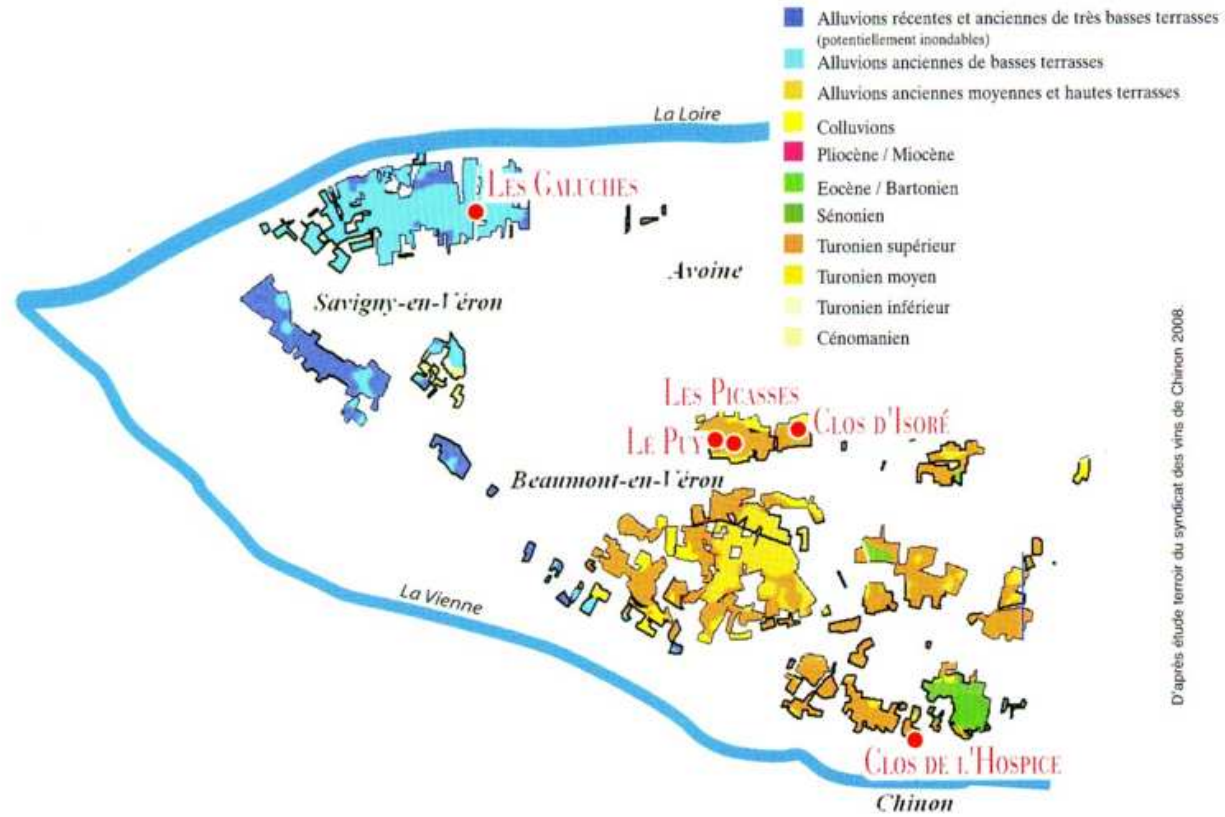 Alluvions récentes et anciennes de très basses terrasses
(potentiellement inondables)
Alluvions anciennes de basses terrasses
Alluvions anciennes moyennes et hautes terrasses
Colluvions
Pliocène / Miocène
Eocène / Bartonien
Sénonien
Turonien supérieur
Turonien moyen
Turonien inférieur
Cénomanien
La Loire
Les Galuches
Avoine
Savigny-en-Véron
Les Picasses
Clos d'Isoré
Le Puy
Beaumont-en-Véron
La Vienne
Clos de l'Hospice
Chinon
D'après étude terroir du syndicat des vins de Chinon 2008.